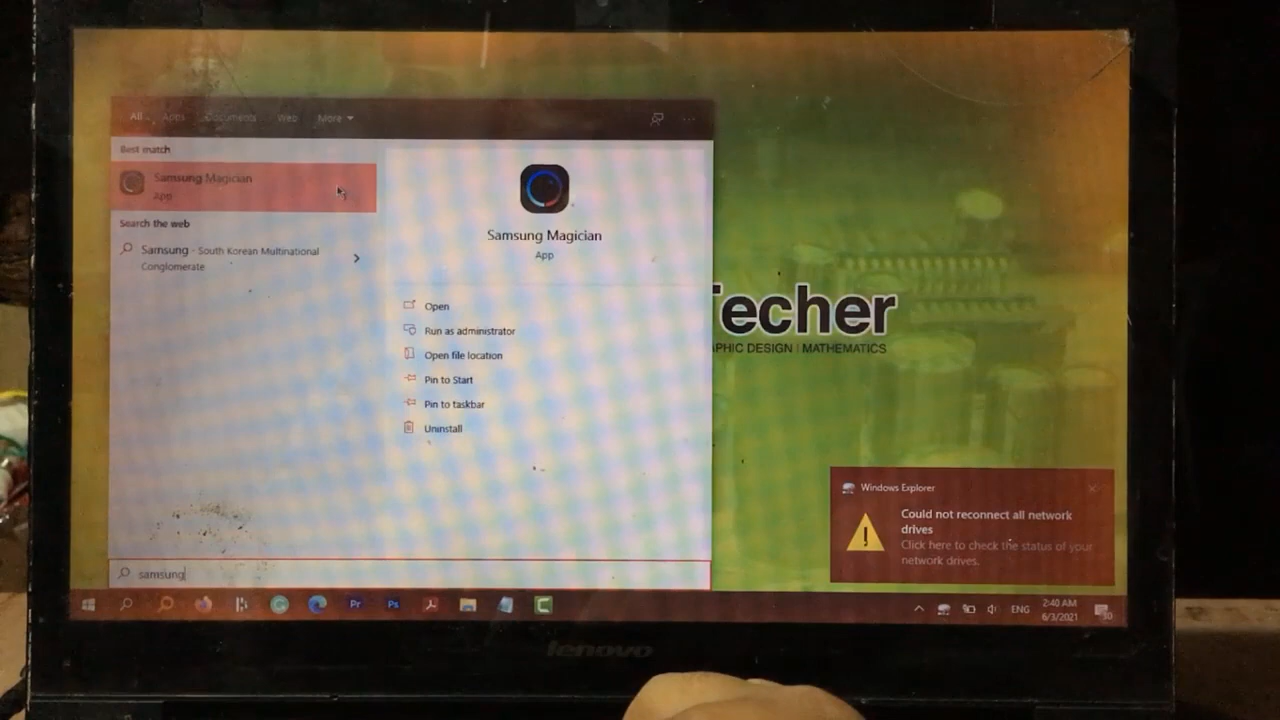 All Apps Documents Web More
Best match
Samsung Magician
App
Search the web
Samsung - South Korean Multinational
Conglomerate
Samsung Magician
App
Open
Run as administrator
Open file location
Pin to Start
Pin to taskbar
Uninstall
samsung
Techer
APHIC DESIGN | MATHEMATICS
Windows Explorer
Could not reconnect all network
drives
Click here to check the status of your
network drives.
Pr Ps
ENG
2:40 AM
6/3/2021
lenovo